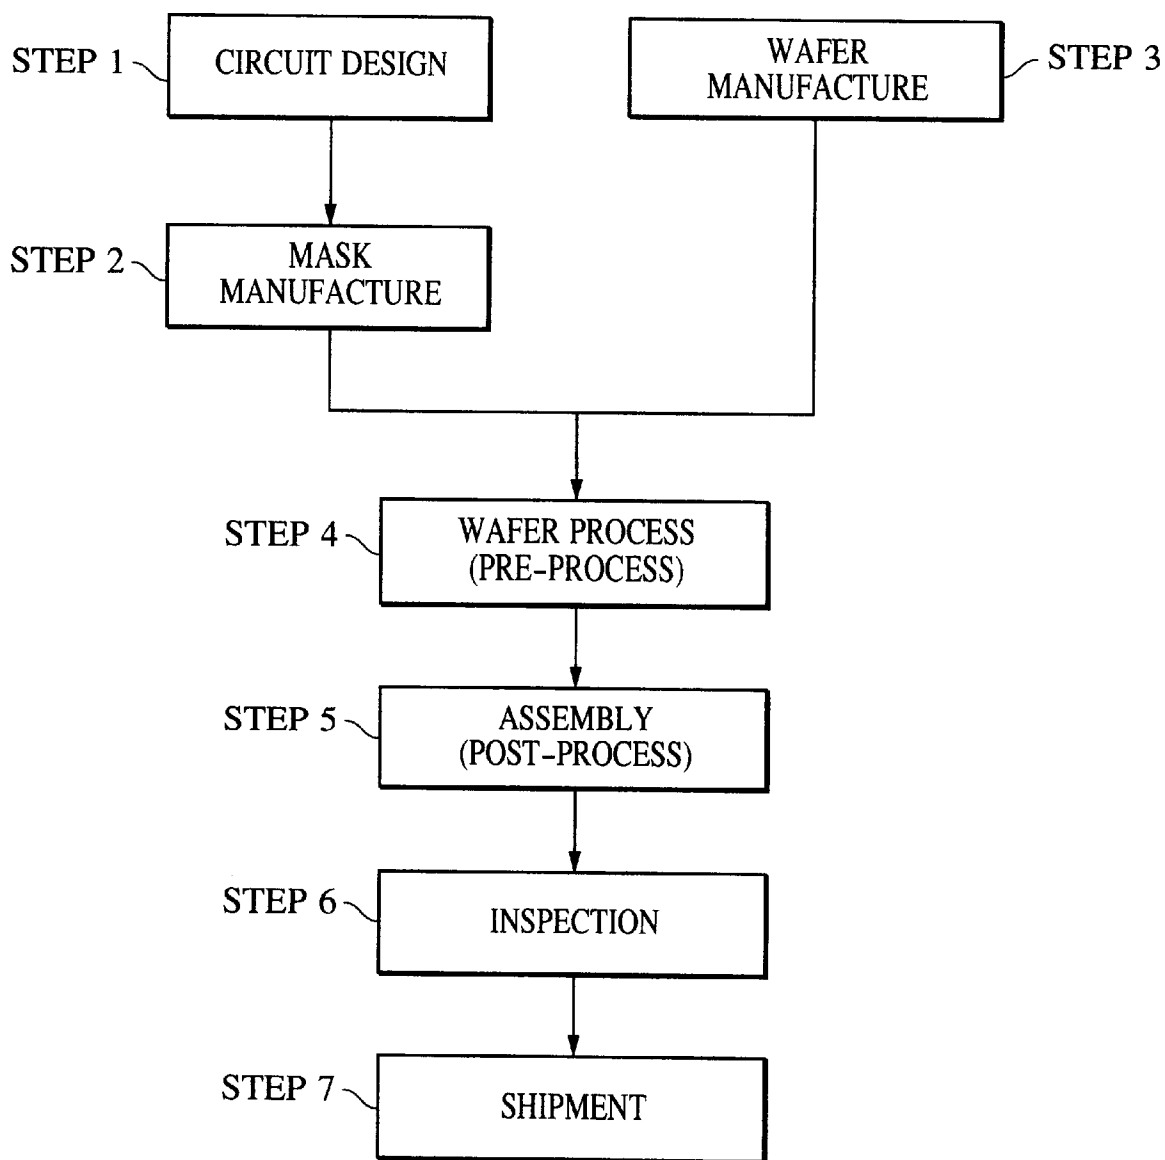 STEP 1
CIRCUIT DESIGN
WAFER
MANUFACTURE
STEP 3
STEP 2
MASK
MANUFACTURE
STEP 4
WAFER PROCESS
(PRE-PROCESS)
STEP 5
ASSEMBLY
(POST-PROCESS)
STEP 6
INSPECTION
STEP 7
SHIPMENT